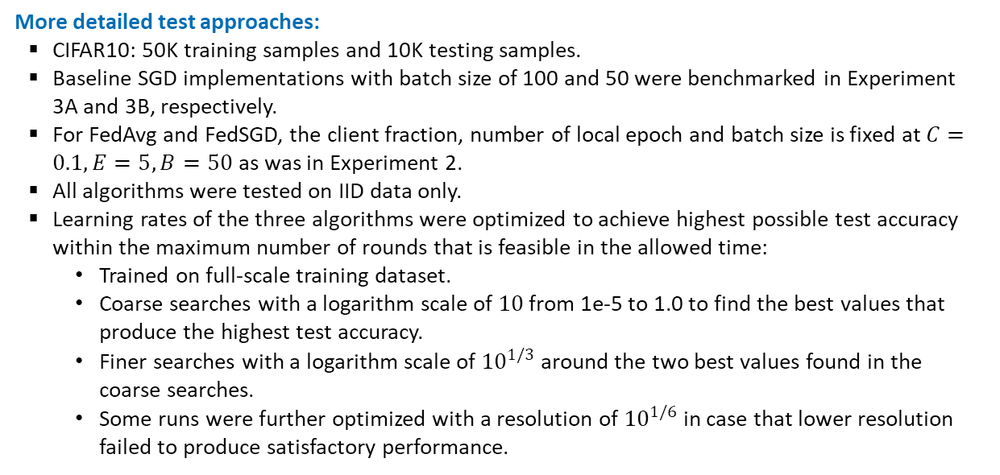 More detailed test approaches:
▪ CIFAR10: 50K training samples and 10K testing samples.
▪ Baseline SGD implementations with batch size of 100 and 50 were benchmarked in Experiment
3A and 3B, respectively.
▪ For FedAvg and FedSGD, the client fraction, number of local epoch and batch size is fixed at C =
0.1, E = 5, B = 50 as was in Experiment 2.
▪ All algorithms were tested on IID data only.
▪ Learning rates of the three algorithms were optimized to achieve highest possible test accuracy
within the maximum number of rounds that is feasible in the allowed time:
• Trained on full-scale training dataset.
• Coarse searches with a logarithm scale of 10 from 1e-5 to 1.0 to find the best values that
produce the highest test accuracy.
• Finer searches with a logarithm scale of 10^{1/3} around the two best values found in the
coarse searches.
• Some runs were further optimized with a resolution of 10^{1/6} in case that lower resolution
failed to produce satisfactory performance.